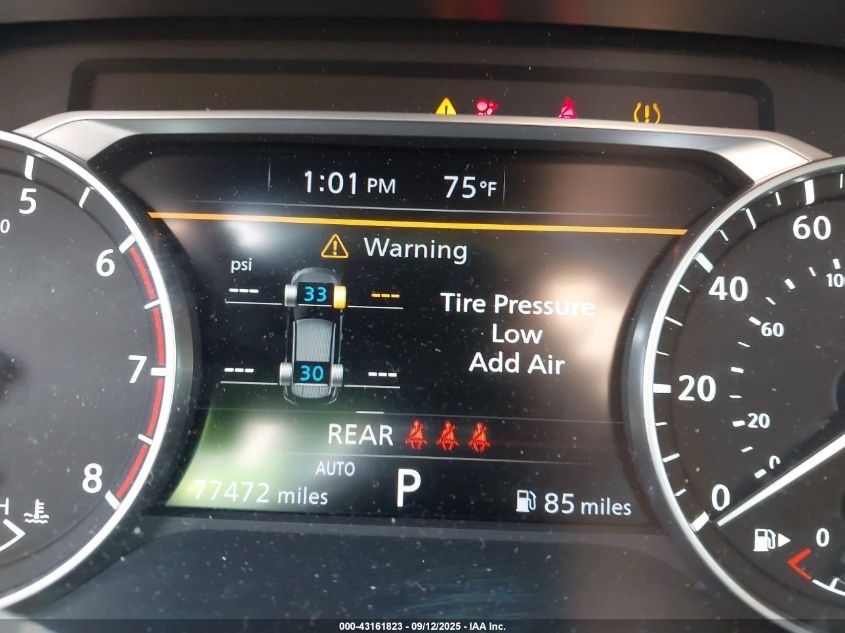 1:01 PM 75°F
Warning
psi
--- 33 ---
Tire Pressure
Low
Add Air
--- 30 ---
REAR
AUTO
77472 miles P 85 miles
5
6
7
8
H
60
40
20
0
60
20
0
0
000-43161823 - 09/12/2025 - IAA Inc.